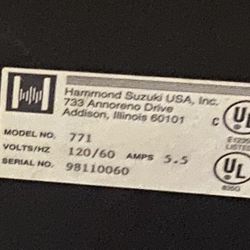 Hammond Suzuki USA, Inc.
733 Annoreno Drive
Addison, Illinois 60101
C UL
LISTED
MODEL NO. 771
VOLTS/HZ 120/60 AMPS 5.5
SERIAL NO. 98110060
UL